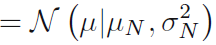 = 𝒩 (μ|μ_N, σ_N^2)